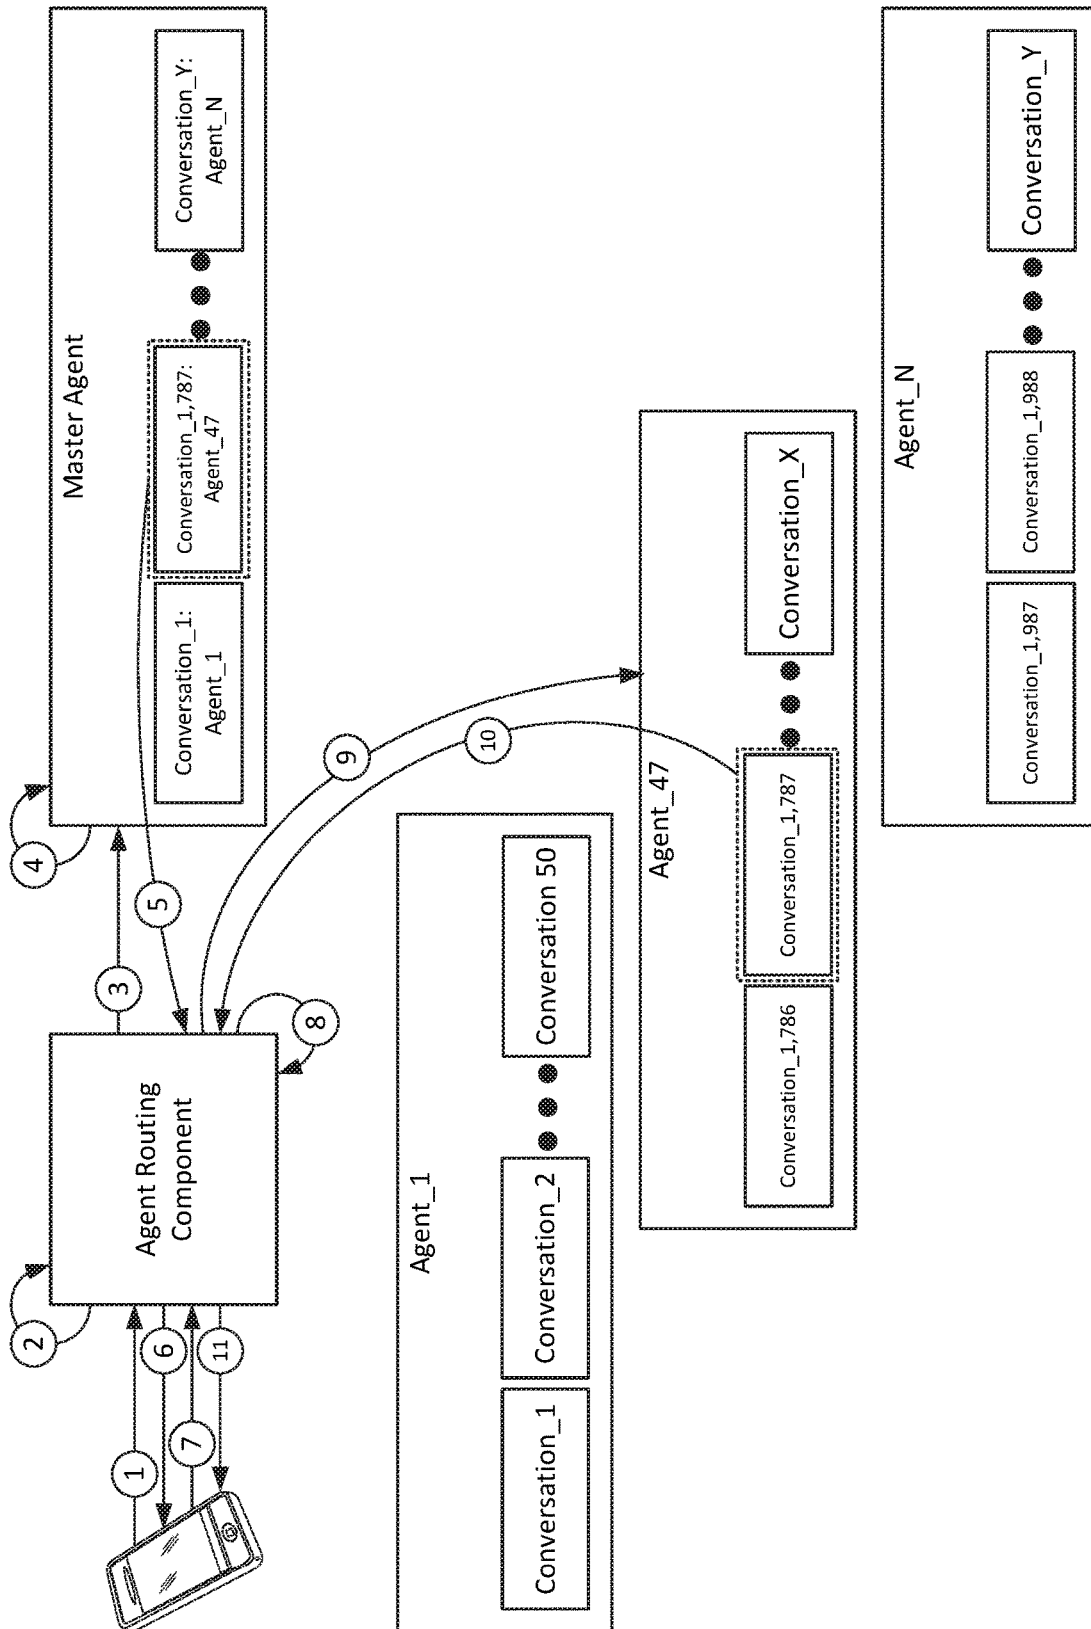 2
4
1
6
7
11
Agent Routing
Component
3
5
8
9
10
Master Agent
Conversation_1:
Agent_1
Conversation_1,787:
Agent_47
Conversation_Y:
Agent_N
Agent_1
Conversation_1
Conversation_2
Conversation 50
Agent_47
Conversation_1,786
Conversation_1,787
Conversation_X
Agent_N
Conversation_1,987
Conversation_1,988
Conversation_Y